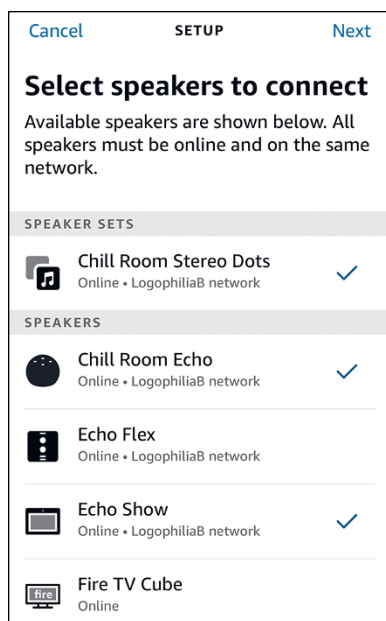 Cancel SETUP Next
Select speakers to connect
Available speakers are shown below. All
speakers must be online and on the same
network.
SPEAKER SETS
Chill Room Stereo Dots
Online • LogophiliaB network
SPEAKERS
Chill Room Echo
Online • LogophiliaB network
Echo Flex
Online • LogophiliaB network
Echo Show
Online • LogophiliaB network
fire
Fire TV Cube
Online